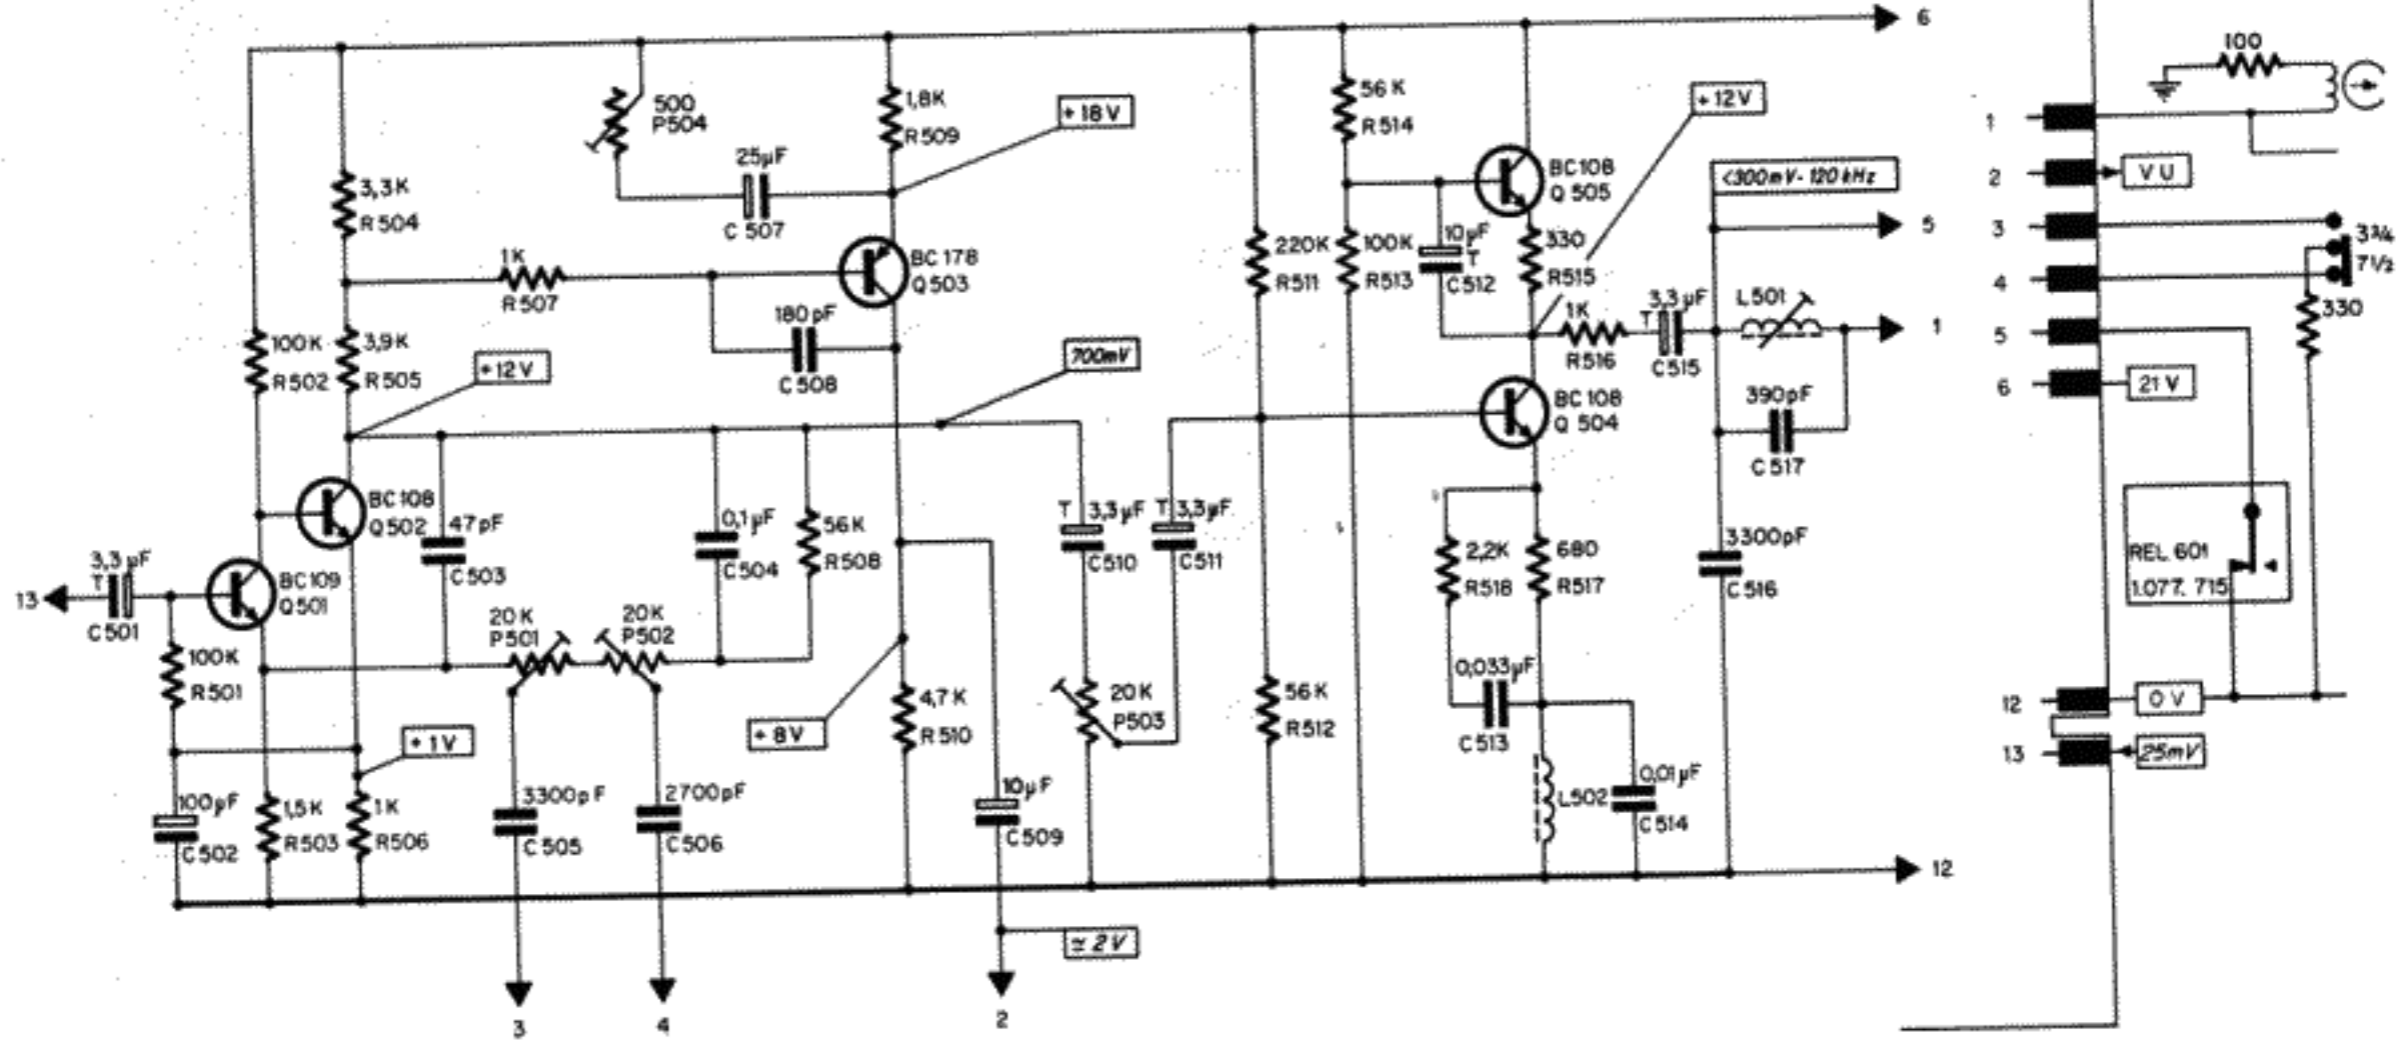 6
100
500
P504
1,8K
R509
+18V
56K
R514
+12V
1
BC108
Q505
<300mV-120kHz
2
VU
25µF
C507
3,3K
R504
5
3
3¾
7½
1K
R507
BC178
Q503
220K
R511
100K
R513
10µF
T
C512
330
R515
4
180pF
C508
1K
R516
3,3µF
T
C515
L501
1
330
5
100K
R502
3,9K
R505
+12V
700mV
BC108
Q504
390pF
C517
6
21V
BC108
Q502
47pF
C503
0,1µF
C504
56K
R508
T 3,3µF
C510
T 3,3µF
C511
2,2K
R518
680
R517
3300pF
C516
REL 601
1.077.715
3,3µF
T
13
C501
BC109
Q501
20K
P501
20K
P502
100K
R501
4,7K
R510
20K
P503
56K
R512
0,033µF
C513
12
0V
+1V
+8V
13
25mV
100µF
C502
1,5K
R503
1K
R506
3300pF
C505
2700pF
C506
10µF
C509
L502
0,01µF
C514
12
≃2V
3
4
2